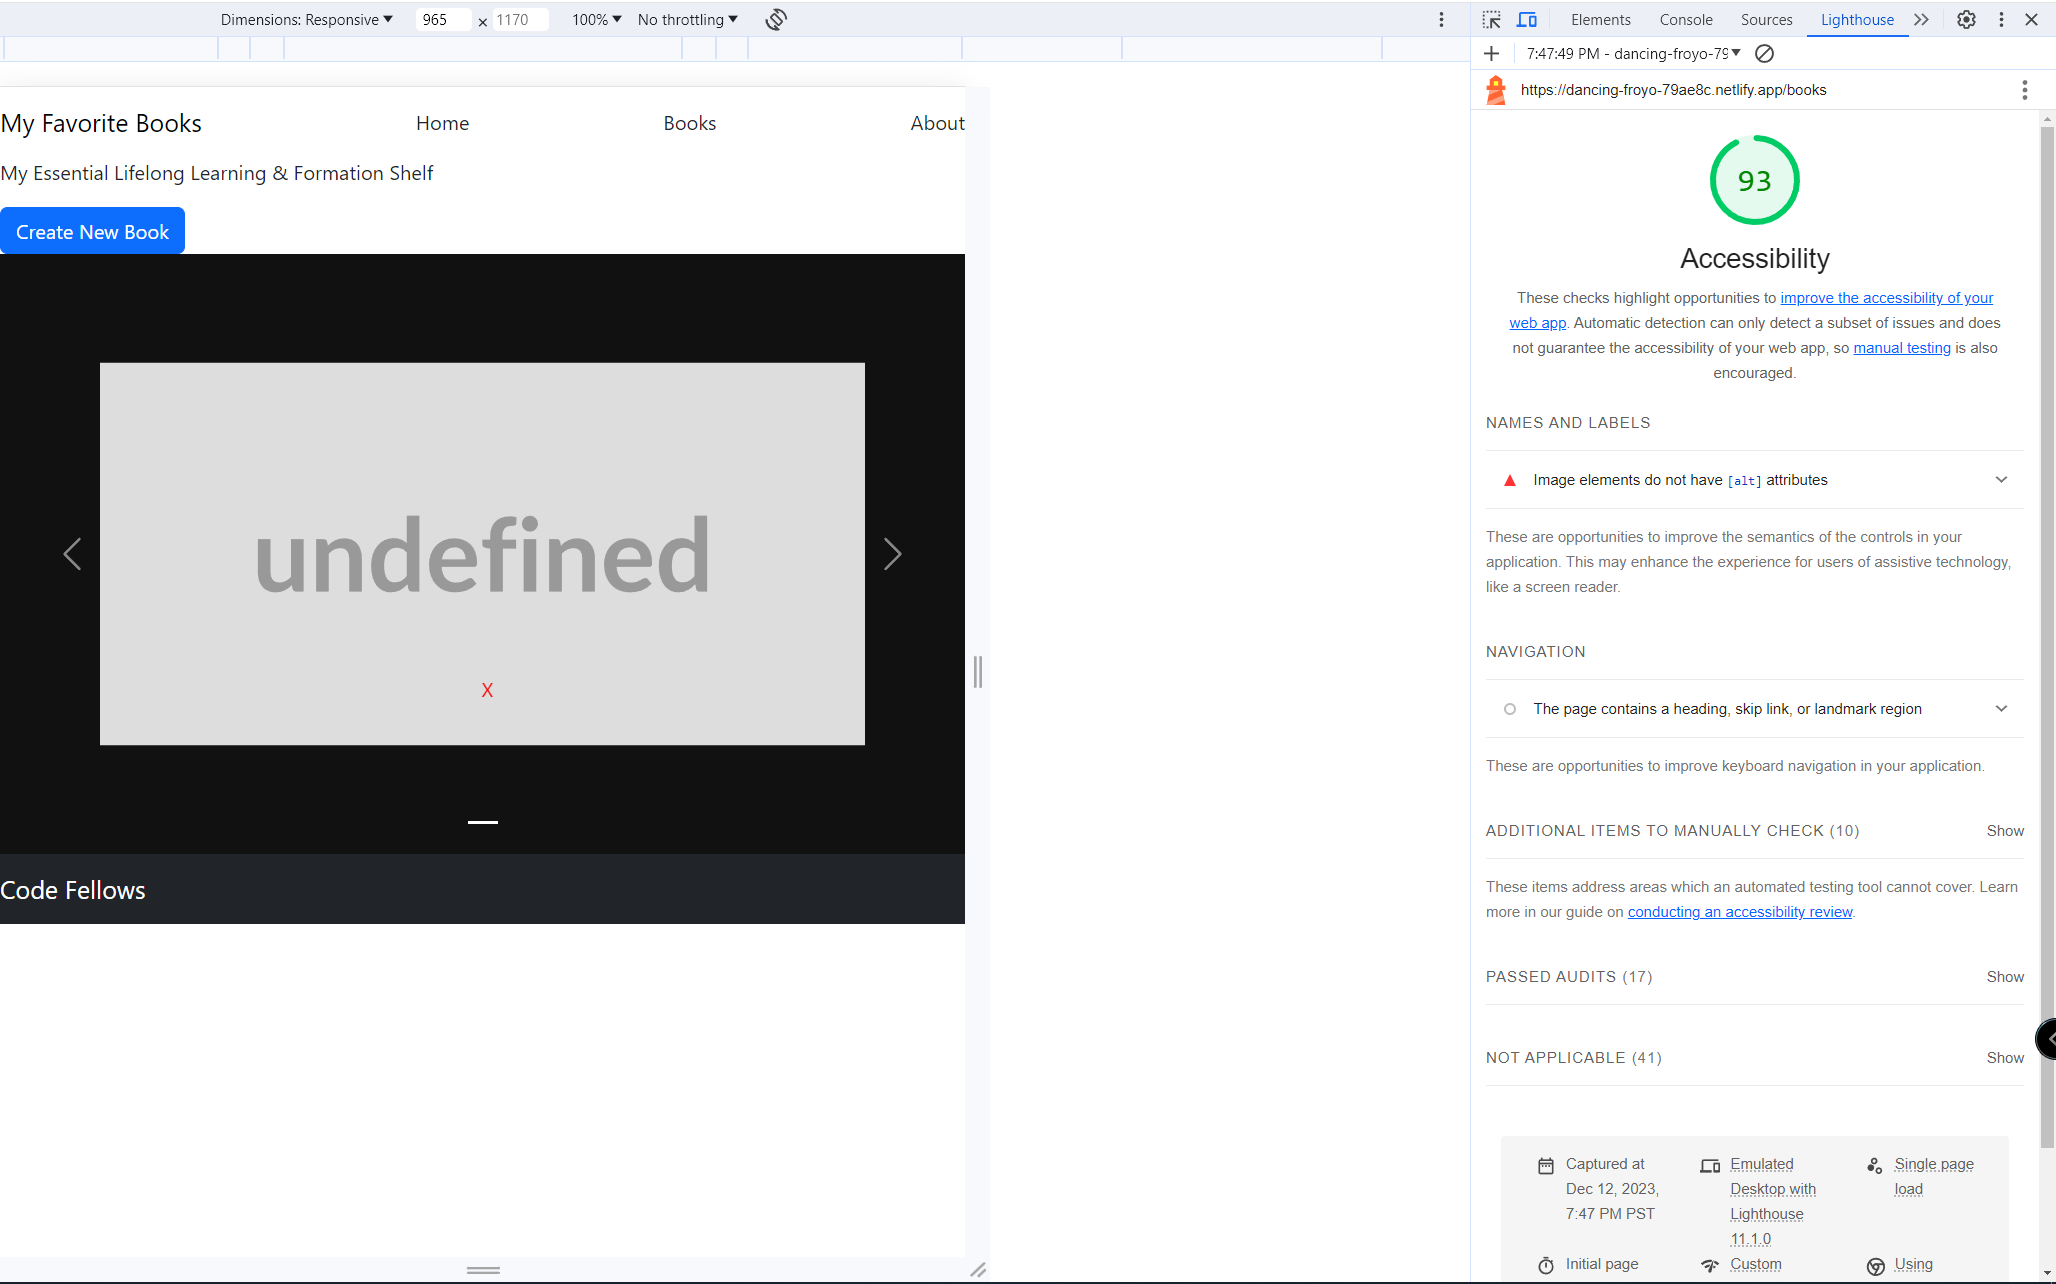 Dimensions: Responsive 965 × 1170 100% No throttling
Elements Console Sources Lighthouse
7:47:49 PM - dancing-froyo-79
https://dancing-froyo-79ae8c.netlify.app/books
My Favorite Books Home Books About
My Essential Lifelong Learning & Formation Shelf
Create New Book
undefined
X
Code Fellows
93
Accessibility
These checks highlight opportunities to improve the accessibility of your
web app. Automatic detection can only detect a subset of issues and does
not guarantee the accessibility of your web app, so manual testing is also
encouraged.
NAMES AND LABELS
Image elements do not have [alt] attributes
These are opportunities to improve the semantics of the controls in your
application. This may enhance the experience for users of assistive technology,
like a screen reader.
NAVIGATION
The page contains a heading, skip link, or landmark region
These are opportunities to improve keyboard navigation in your application.
ADDITIONAL ITEMS TO MANUALLY CHECK (10) Show
These items address areas which an automated testing tool cannot cover. Learn
more in our guide on conducting an accessibility review.
PASSED AUDITS (17) Show
NOT APPLICABLE (41) Show
Captured at
Dec 12, 2023,
7:47 PM PST
Emulated
Desktop with
Lighthouse
11.1.0
Single page
load
Initial page
Custom
Using